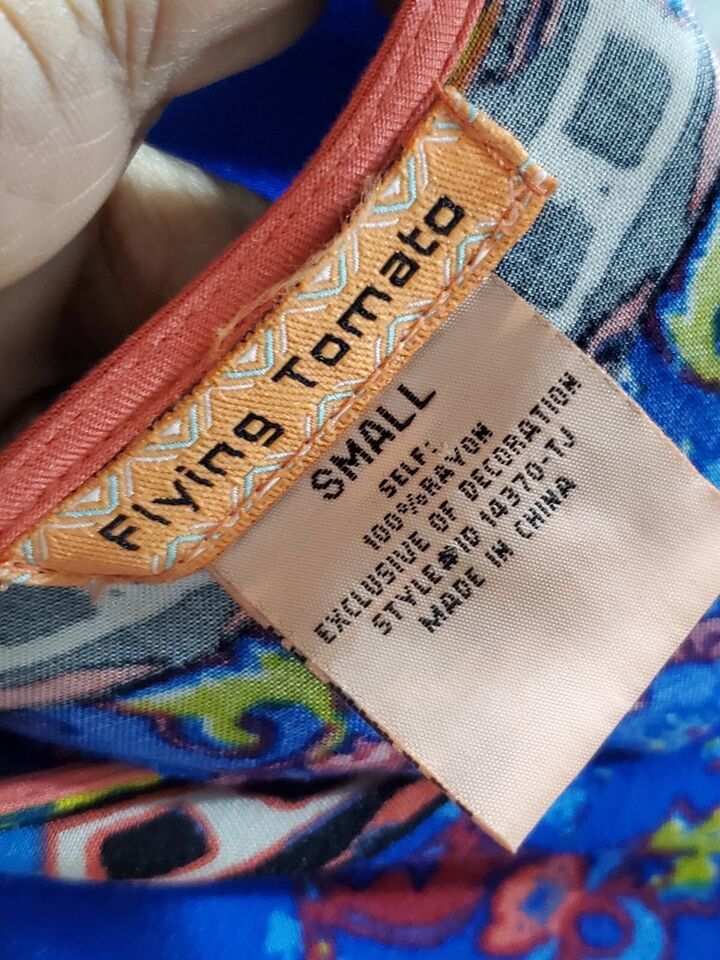 Flying Tomato
SMALL
SELF:
100%RAYON
EXCLUSIVE OF DECORATION
STYLE#ID 14370-TJ
MADE IN CHINA